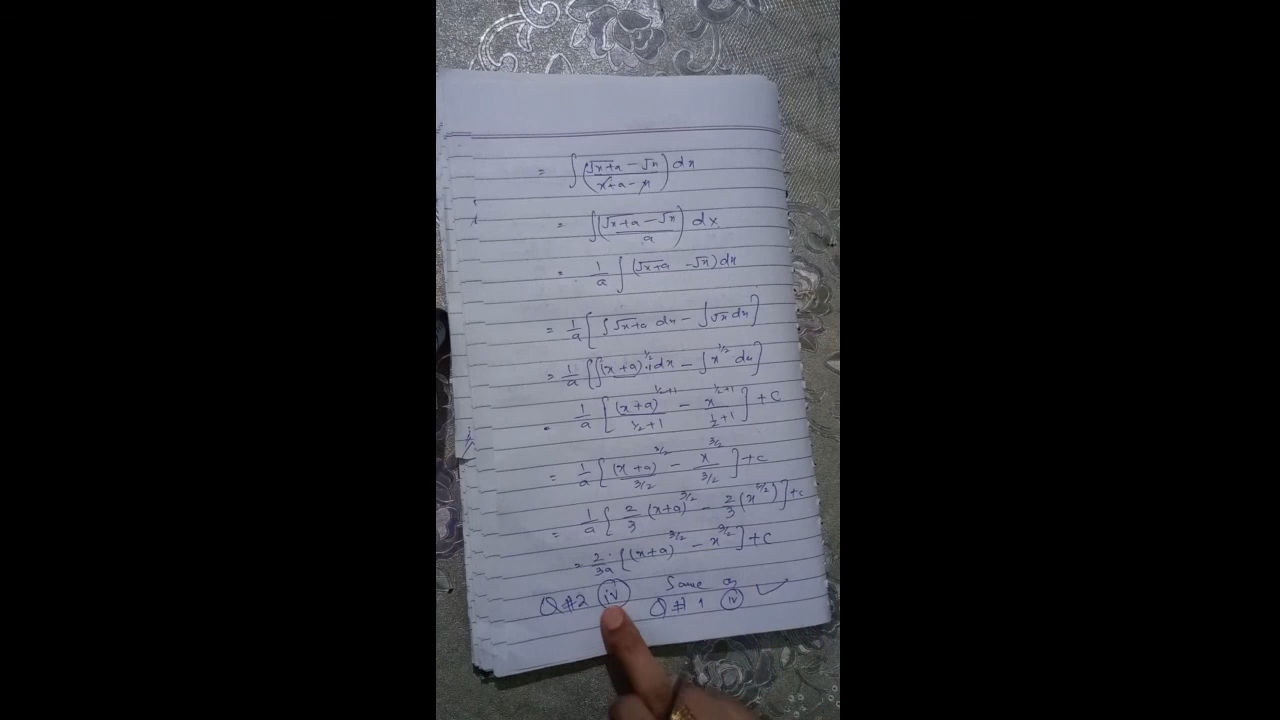 = ∫ ( (√x+a − √x) / (x+a−x) ) dx
= ∫ ( (√x+a − √x) / a ) dx
= 1/a ∫ (√x+a − √x) dx
= 1/a [ ∫ √x+a dx − ∫ √x dx ]
= 1/a [ ∫ (x+a)^1/2 · 1 dx − ∫ x^1/2 dx ]
= 1/a [ (x+a)^(1/2+1) / (1/2+1) − x^(1/2+1) / (1/2+1) ] + C
= 1/a [ (x+a)^3/2 / (3/2) − x^3/2 / (3/2) ] + C
= 1/a [ 2/3 (x+a)^3/2 − 2/3 (x^3/2) ] + C
= 2/3a [ (x+a)^3/2 − x^3/2 ] + C
Q#2 iv Same as
Q#1 iv